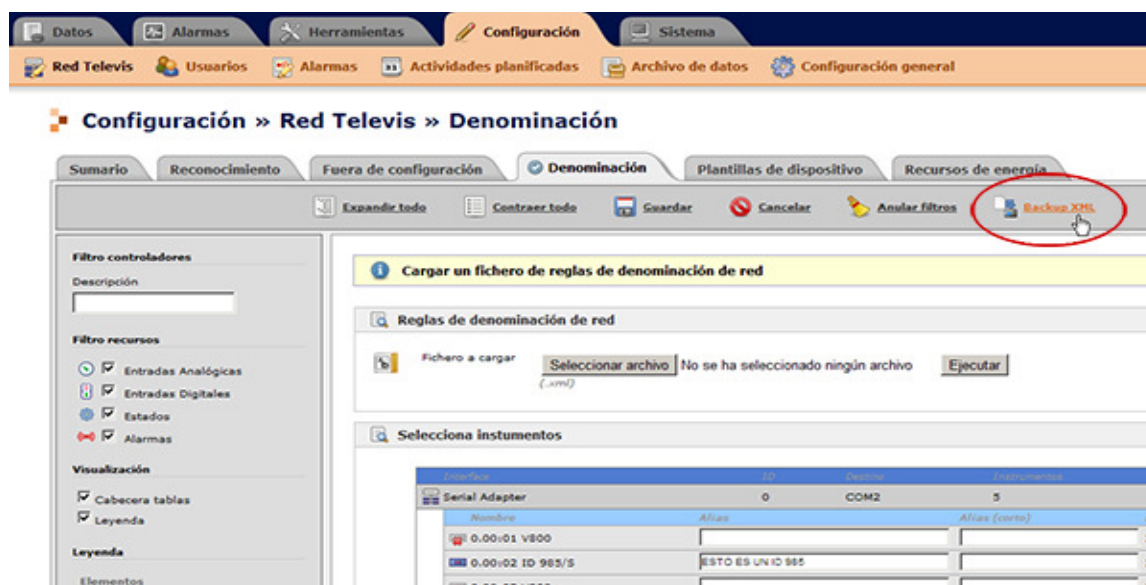 Datos Alarmas Herramientas Configuración Sistema
Red Televis Usuarios Alarmas Actividades planificadas Archivo de datos Configuración general
Configuración » Red Televis » Denominación
Sumario Reconocimiento Fuera de configuración Denominación Plantillas de dispositivo Recursos de energía
Expandir todo Contraer todo Guardar Cancelar Anular filtros Backup XML
Filtro controladores
Descripción
Filtro recursos
Entradas Analógicas
Entradas Digitales
Estados
Alarmas
Visualización
Cabecera tablas
Leyenda
Leyenda
Elementos
Cargar un fichero de reglas de denominación de red
Reglas de denominación de red
Fichero a cargar Seleccionar archivo No se ha seleccionado ningún archivo Ejecutar
(.xml)
Selecciona instumentos
Interface ID Destino Instrumentos
Serial Adapter 0 COM2 5
Nombre Alias Alias (corto)
0.00:01 V800
0.00:02 ID 985/S ESTO ES UN ID 985